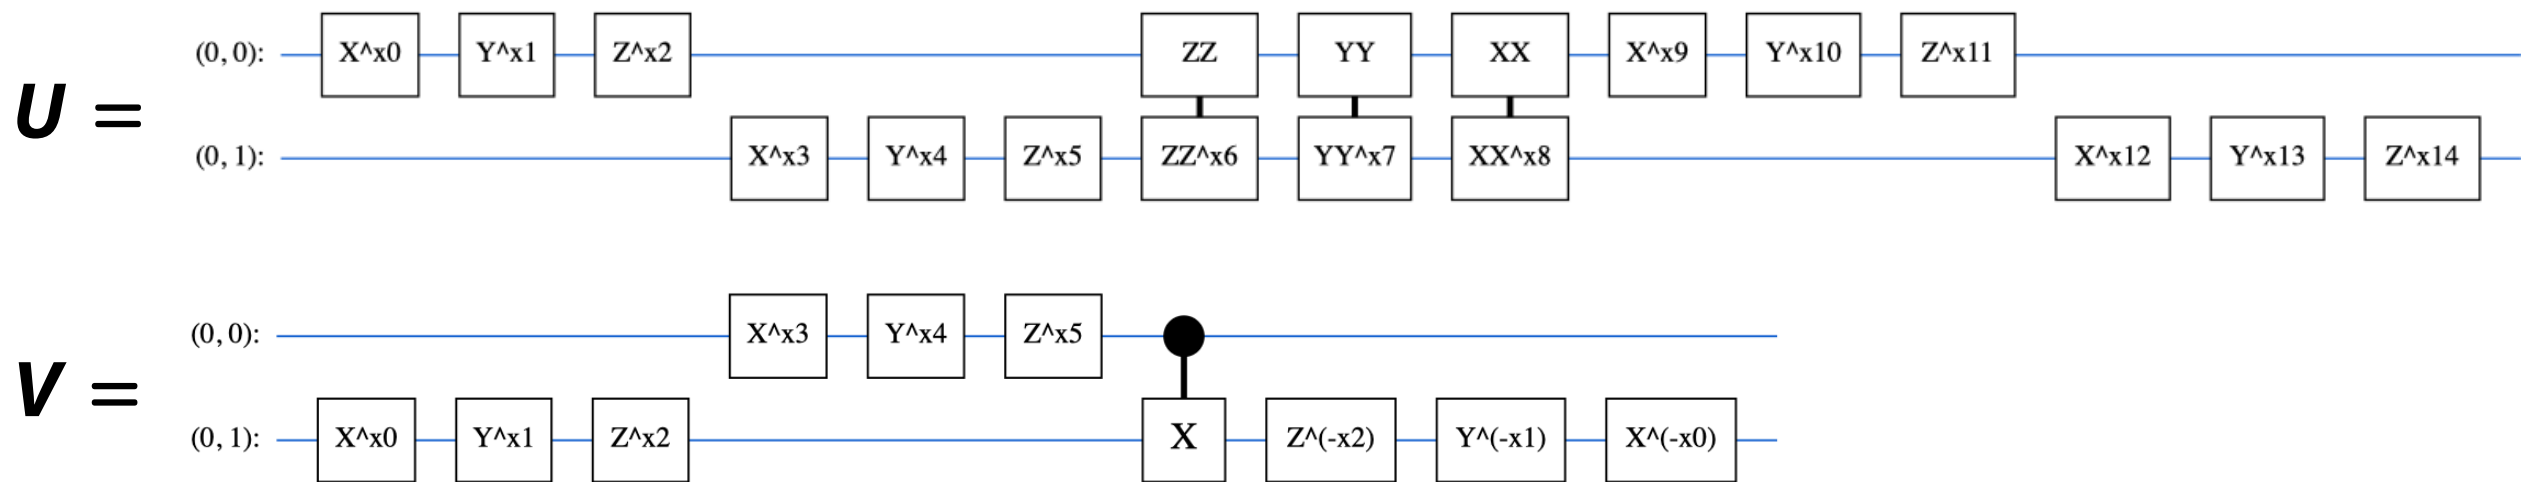 U =
(0, 0): X^x0 Y^x1 Z^x2 ZZ YY XX X^x9 Y^x10 Z^x11
(0, 1): X^x3 Y^x4 Z^x5 ZZ^x6 YY^x7 XX^x8 X^x12 Y^x13 Z^x14
V =
(0, 0): X^x3 Y^x4 Z^x5
(0, 1): X^x0 Y^x1 Z^x2 X Z^(-x2) Y^(-x1) X^(-x0)